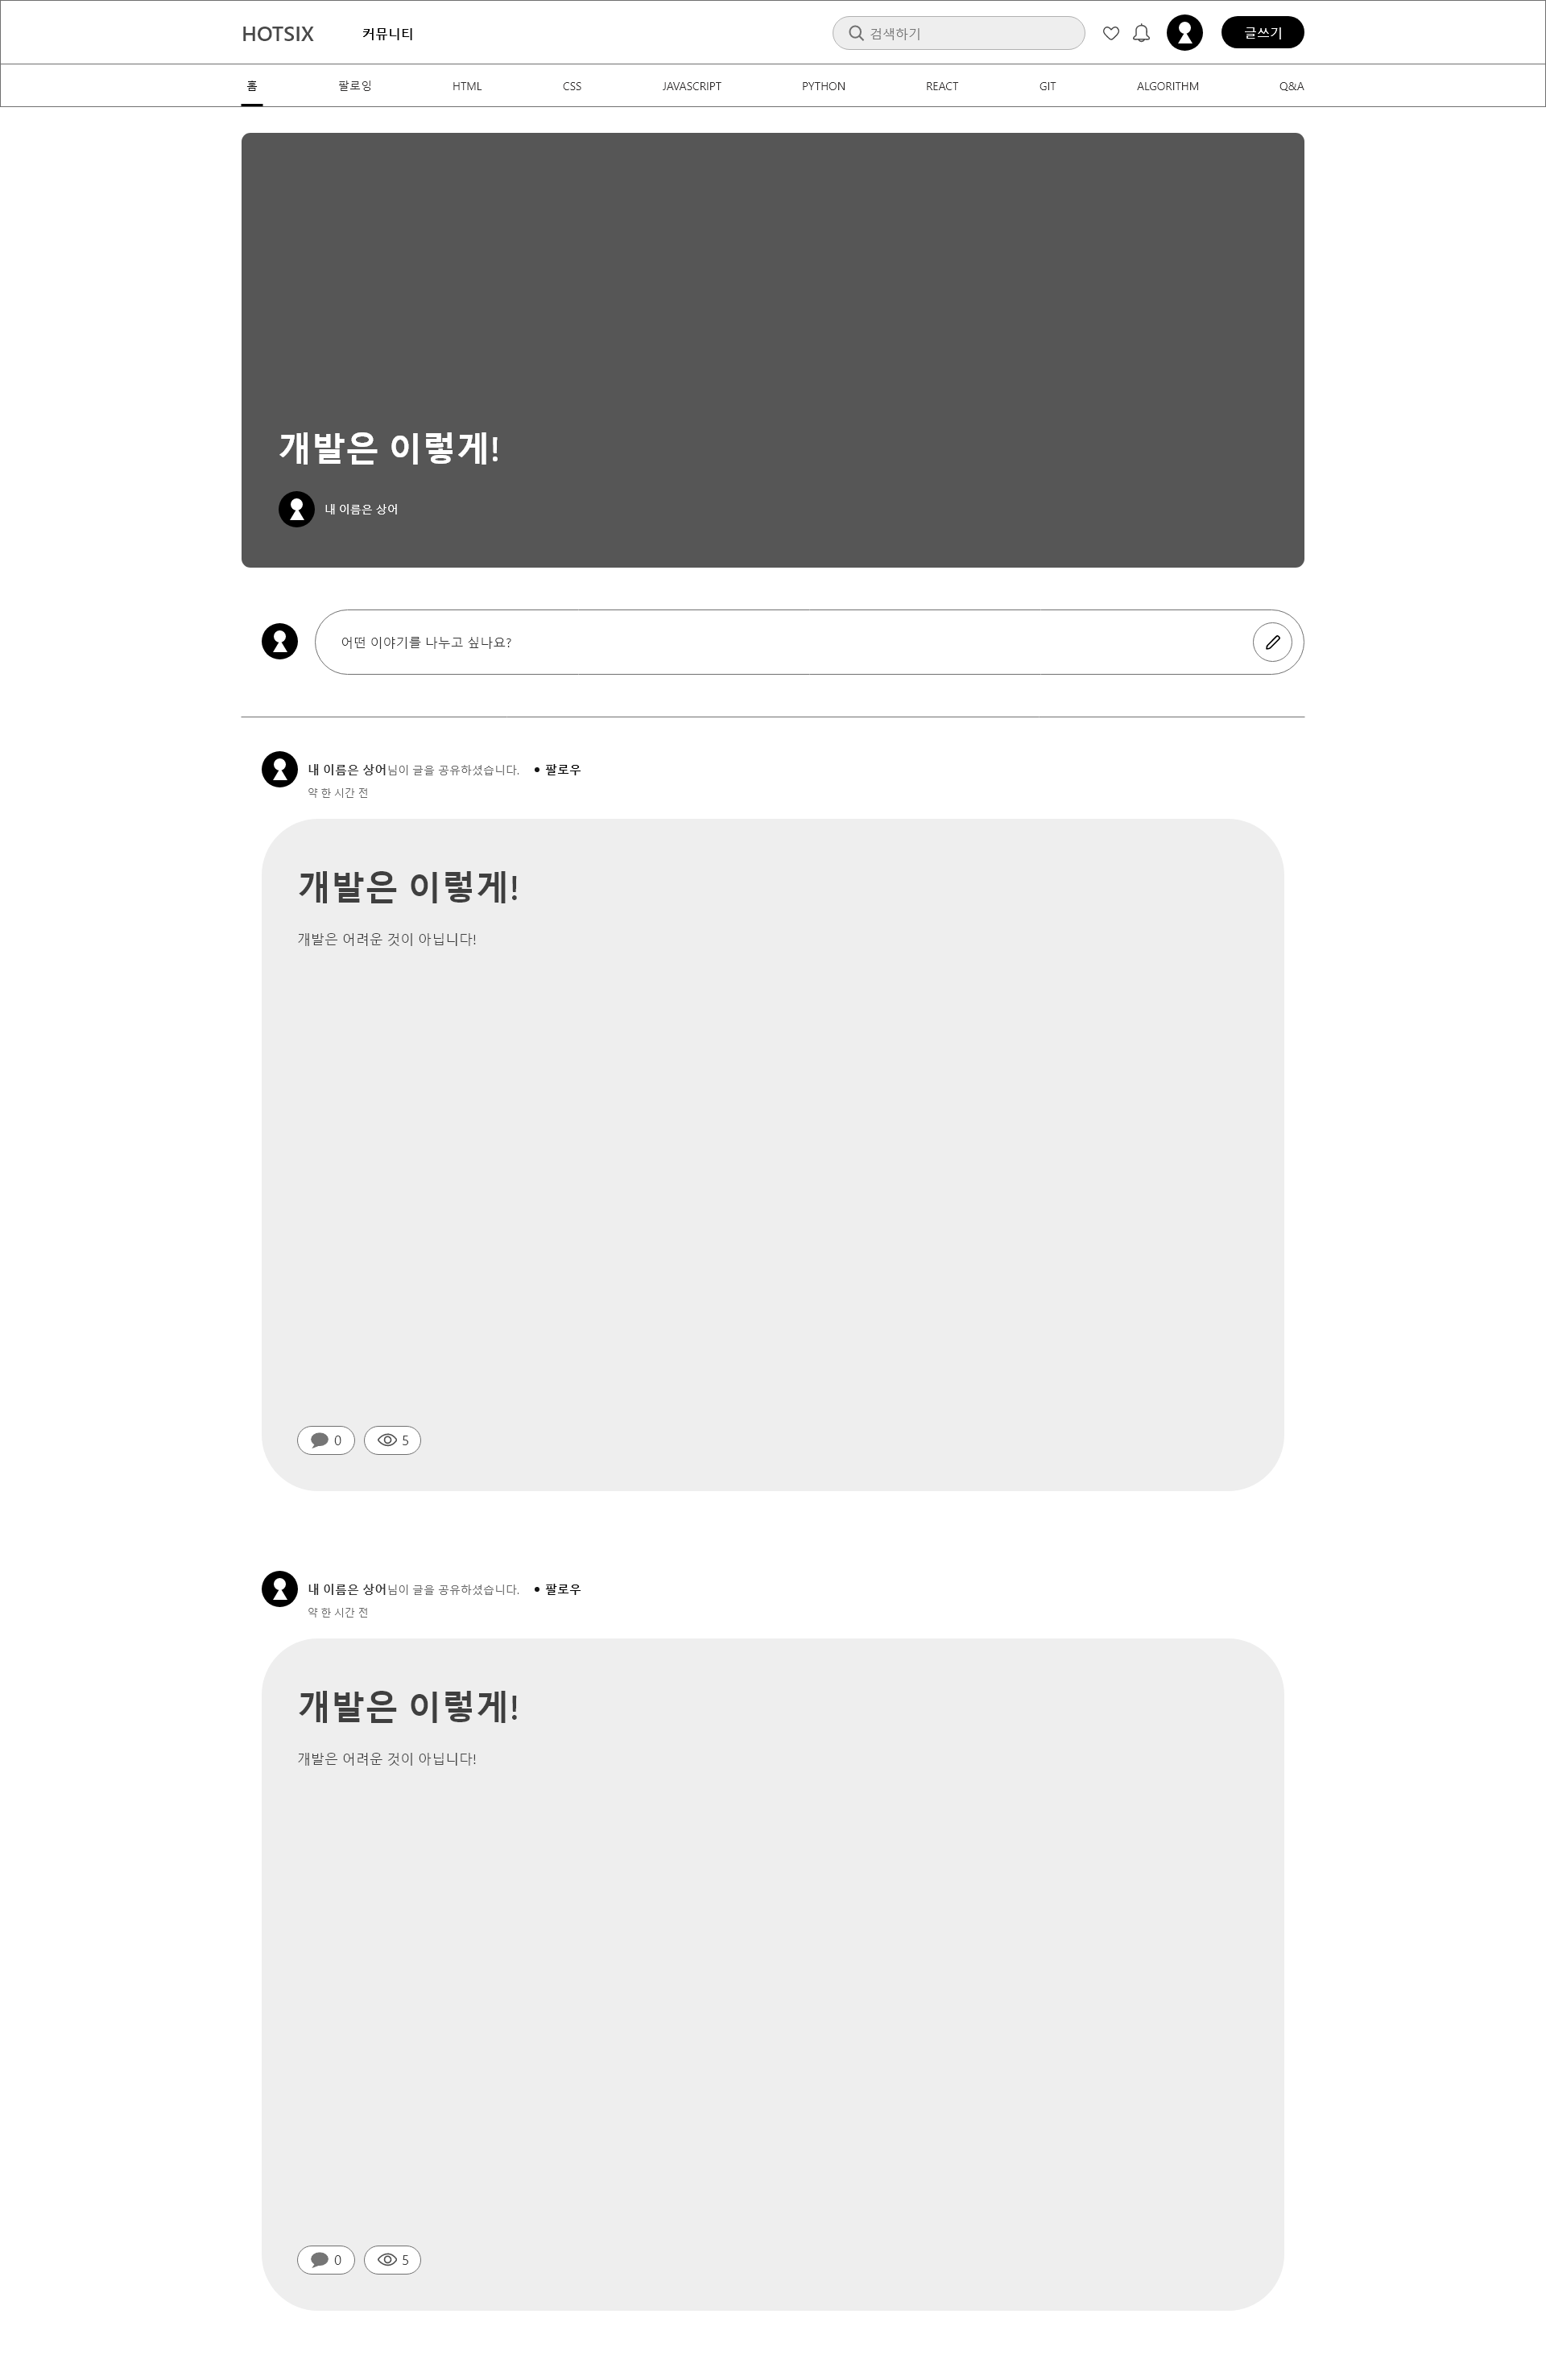 HOTSIX 커뮤니티 검색하기 글쓰기
홈 팔로잉 HTML CSS JAVASCRIPT PYTHON REACT GIT ALGORITHM Q&A
개발은 이렇게!
내 이름은 상어
어떤 이야기를 나누고 싶나요?
내 이름은 상어님이 글을 공유하셨습니다. • 팔로우
약 한 시간 전
개발은 이렇게!
개발은 어려운 것이 아닙니다!
0 5
내 이름은 상어님이 글을 공유하셨습니다. • 팔로우
약 한 시간 전
개발은 이렇게!
개발은 어려운 것이 아닙니다!
0 5